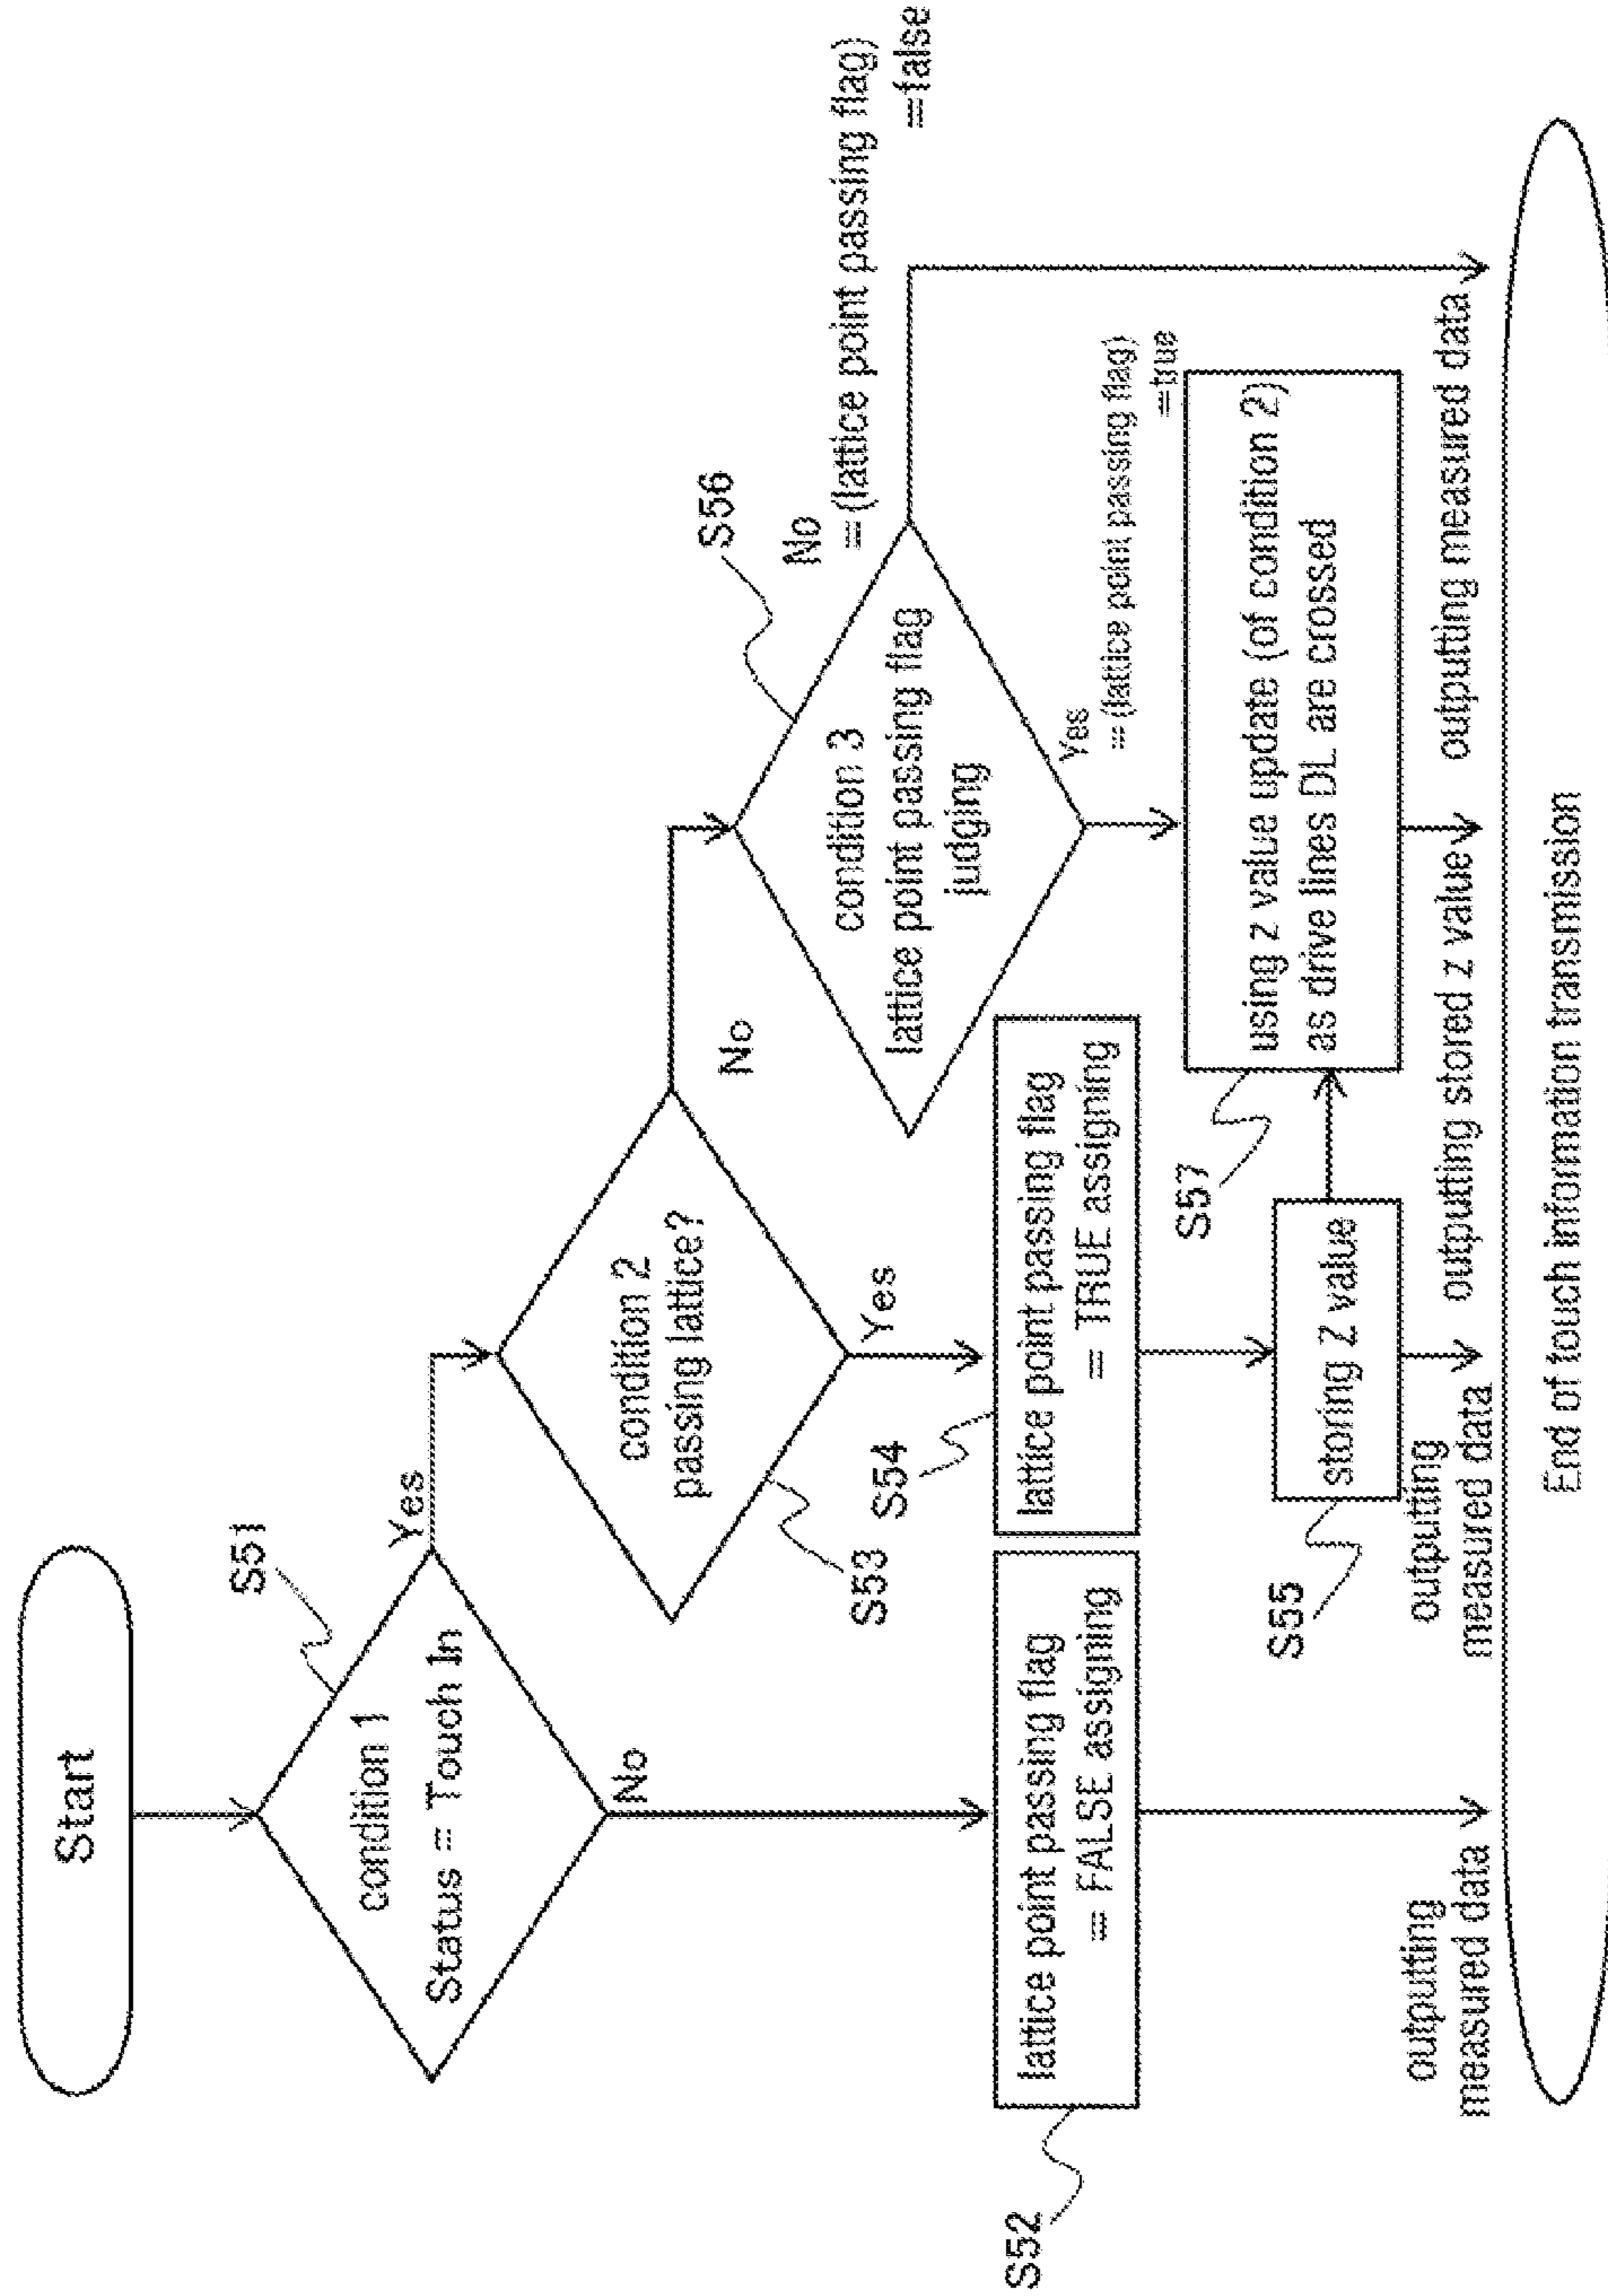 Start
S51
condition 1
Status = Touch In
Yes
No
condition 2
passing lattice?
S53
No
Yes
S56
condition 3
lattice point passing flag
judging
No
=(lattice point passing flag)
=false
Yes
=(lattice point passing flag)
=true
S52
lattice point passing flag
= FALSE assigning
S54
lattice point passing flag
= TRUE assigning
S57
using z value update (of condition 2)
as drive lines DL are crossed
S55
storing Z value
outputting
measured data
outputting
measured data
outputting stored z value
outputting measured data
End of touch information transmission